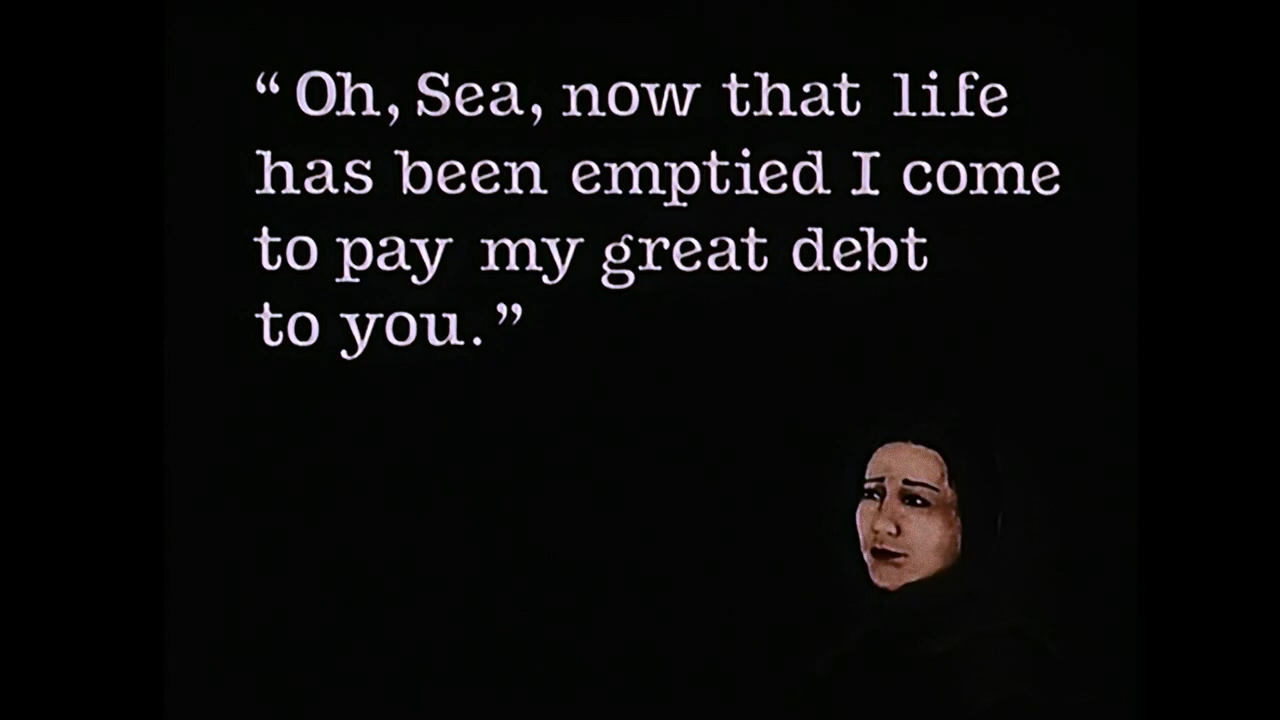 “Oh, Sea, now that life
has been emptied I come
to pay my great debt
to you.”